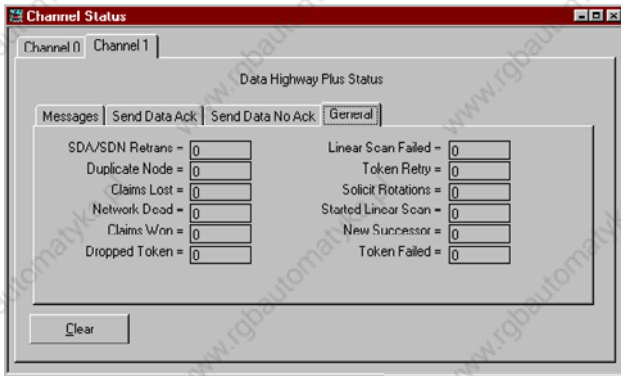 Channel Status
Channel 0 Channel 1
Data Highway Plus Status
Messages Send Data Ack Send Data No Ack General
SDA/SDN Retrans = 0 Linear Scan Failed = 0
Duplicate Node = 0 Token Retry = 0
Claims Lost = 0 Solicit Rotations = 0
Network Dead = 0 Started Linear Scan = 0
Claims Won = 0 New Successor = 0
Dropped Token = 0 Token Failed = 0
Clear
www.rgbautomatyka.pl